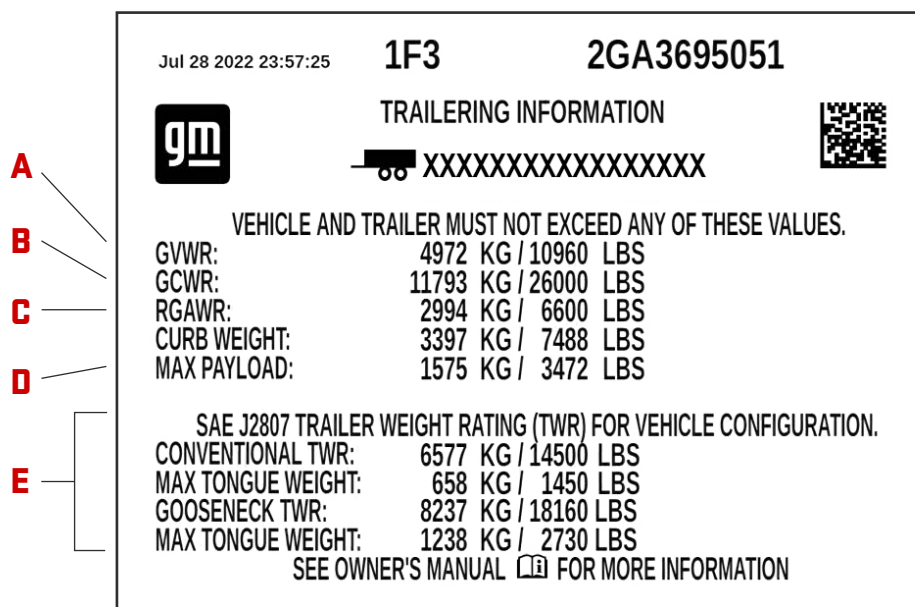 Jul 28 2022 23:57:25 1F3 2GA3695051
gm
TRAILERING INFORMATION
XXXXXXXXXXXXXXXXX
A
VEHICLE AND TRAILER MUST NOT EXCEED ANY OF THESE VALUES.
GVWR: 4972 KG / 10960 LBS
B
GCWR: 11793 KG / 26000 LBS
C
RGAWR: 2994 KG / 6600 LBS
CURB WEIGHT: 3397 KG / 7488 LBS
D
MAX PAYLOAD: 1575 KG / 3472 LBS
SAE J2807 TRAILER WEIGHT RATING (TWR) FOR VEHICLE CONFIGURATION.
CONVENTIONAL TWR: 6577 KG / 14500 LBS
E
MAX TONGUE WEIGHT: 658 KG / 1450 LBS
GOOSENECK TWR: 8237 KG / 18160 LBS
MAX TONGUE WEIGHT: 1238 KG / 2730 LBS
SEE OWNER'S MANUAL i FOR MORE INFORMATION